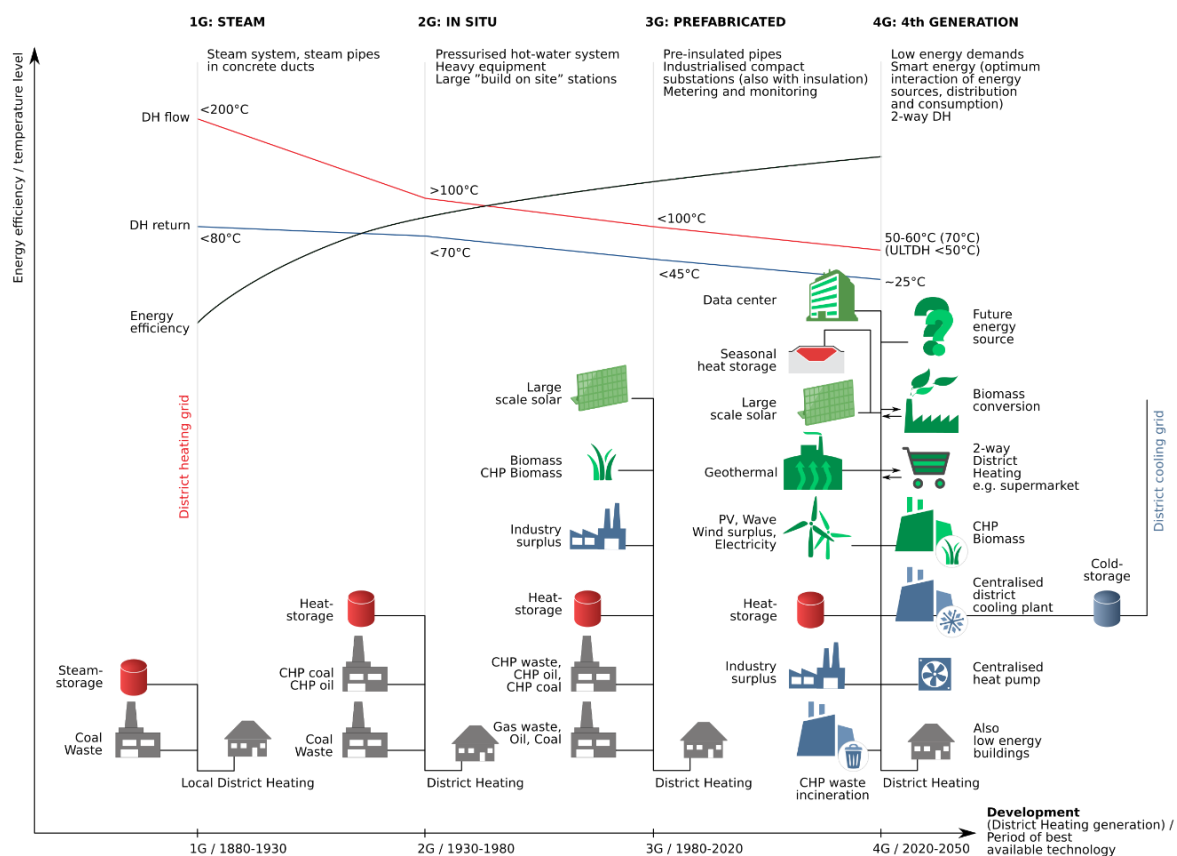 1G: STEAM
2G: IN SITU
3G: PREFABRICATED
4G: 4th GENERATION
Steam system, steam pipes
in concrete ducts
Pressurised hot-water system
Heavy equipment
Large ”build on site” stations
Pre-insulated pipes
Industrialised compact
substations (also with insulation)
Metering and monitoring
Low energy demands
Smart energy (optimum
interaction of energy
sources, distribution
and consumption)
2-way DH
Energy efficiency / temperature level
DH flow
<200°C
>100°C
<100°C
50-60°C (70°C)
(ULTDH <50°C)
DH return
<80°C
<70°C
<45°C
~25°C
Energy
efficiency
District heating grid
Data center
Future
energy
source
Seasonal
heat storage
Large
scale solar
Large
scale solar
Biomass
conversion
District cooling grid
Biomass
CHP Biomass
Geothermal
2-way
District
Heating
e.g. supermarket
Industry
surplus
PV, Wave
Wind surplus,
Electricity
CHP
Biomass
Heat-
storage
Heat-
storage
Heat-
storage
Centralised
district
cooling plant
Cold-
storage
Steam-
storage
CHP coal
CHP oil
CHP waste,
CHP oil,
CHP coal
Industry
surplus
Centralised
heat pump
Coal
Waste
Coal
Waste
Gas waste,
Oil, Coal
Also
low energy
buildings
Local District Heating
District Heating
District Heating
CHP waste
incineration
District Heating
Development
(District Heating generation) /
Period of best
available technology
1G / 1880-1930
2G / 1930-1980
3G / 1980-2020
4G / 2020-2050